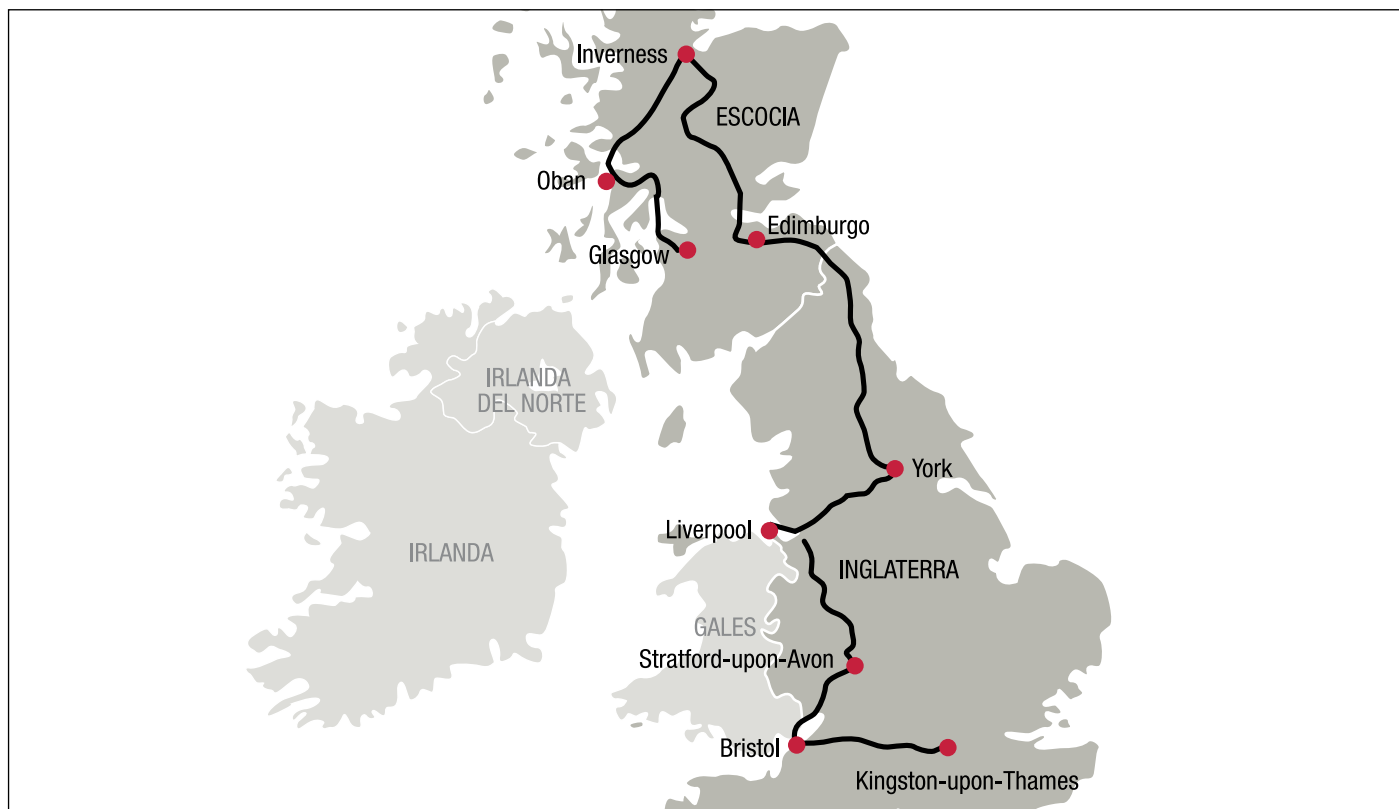 Inverness
ESCOCIA
Oban
Edimburgo
Glasgow
IRLANDA
DEL NORTE
York
Liverpool
IRLANDA
INGLATERRA
GALES
Stratford-upon-Avon
Bristol
Kingston-upon-Thames